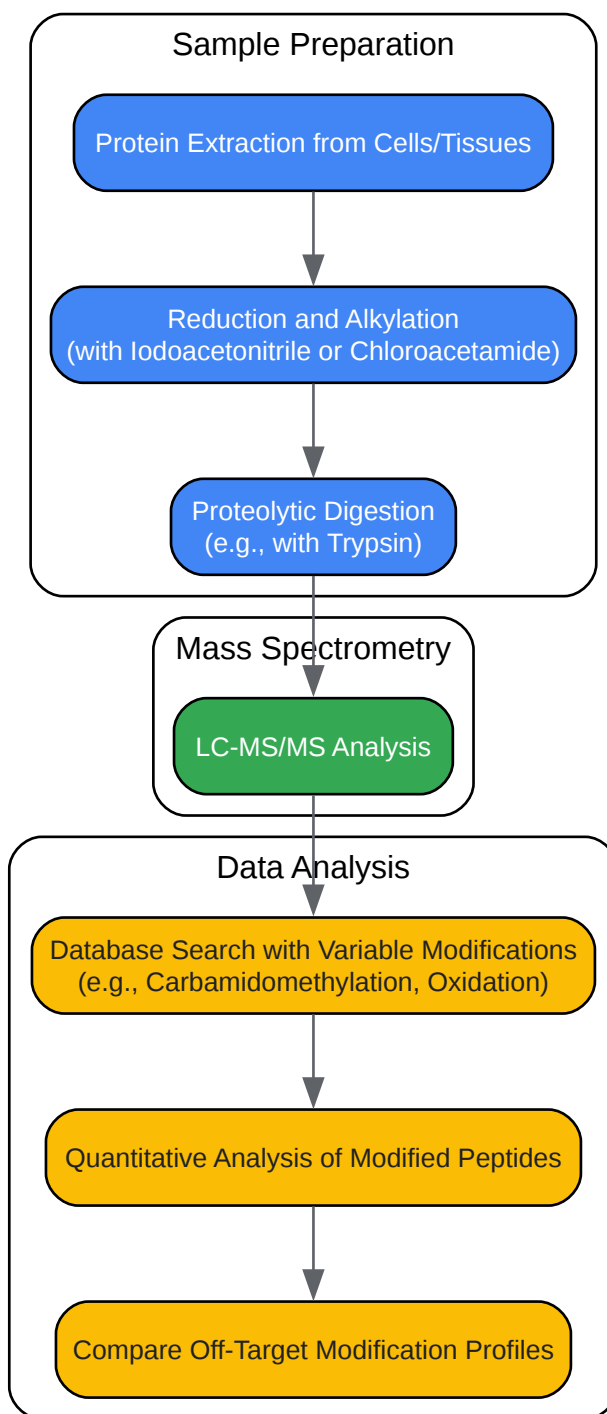 Sample Preparation
Protein Extraction from Cells/Tissues
Reduction and Alkylation
(with Iodoacetonitrile or Chloroacetamide)
Proteolytic Digestion
(e.g., with Trypsin)
Mass Spectrometry
LC-MS/MS Analysis
Data Analysis
Database Search with Variable Modifications
(e.g., Carbamidomethylation, Oxidation)
Quantitative Analysis of Modified Peptides
Compare Off-Target Modification Profiles